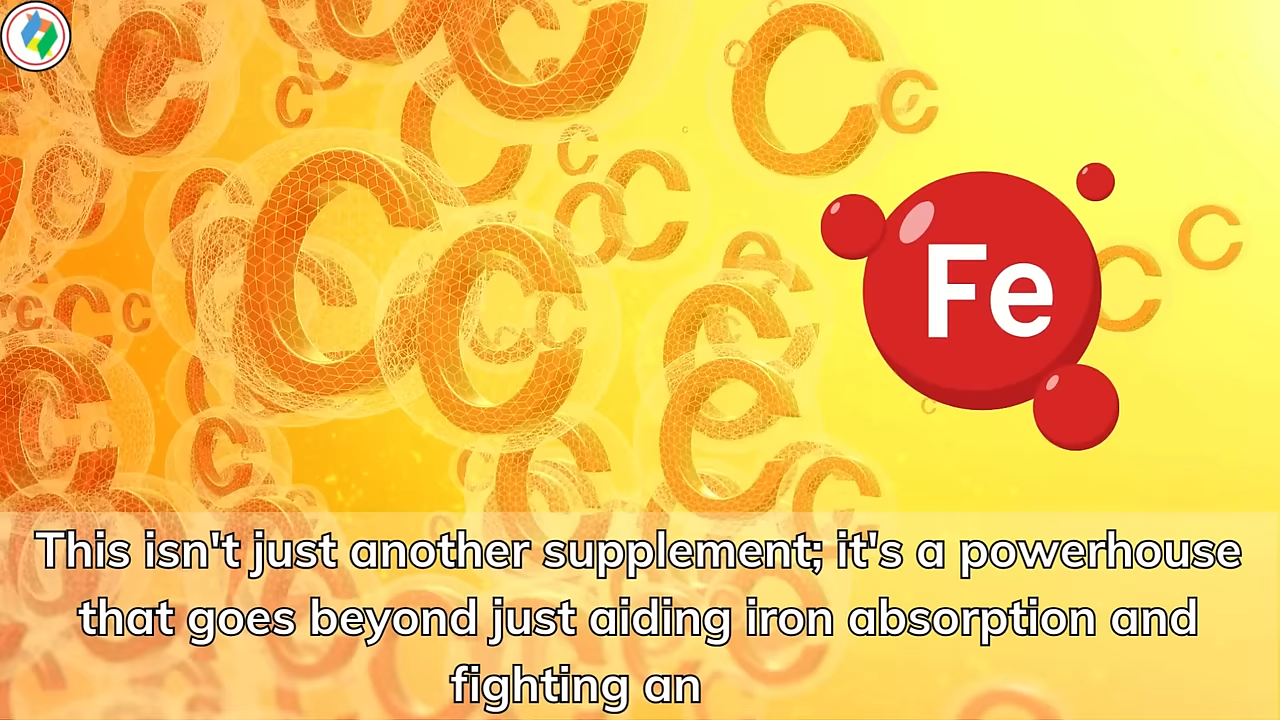 Fe
This isn't just another supplement; it's a powerhouse
that goes beyond just aiding iron absorption and
fighting an